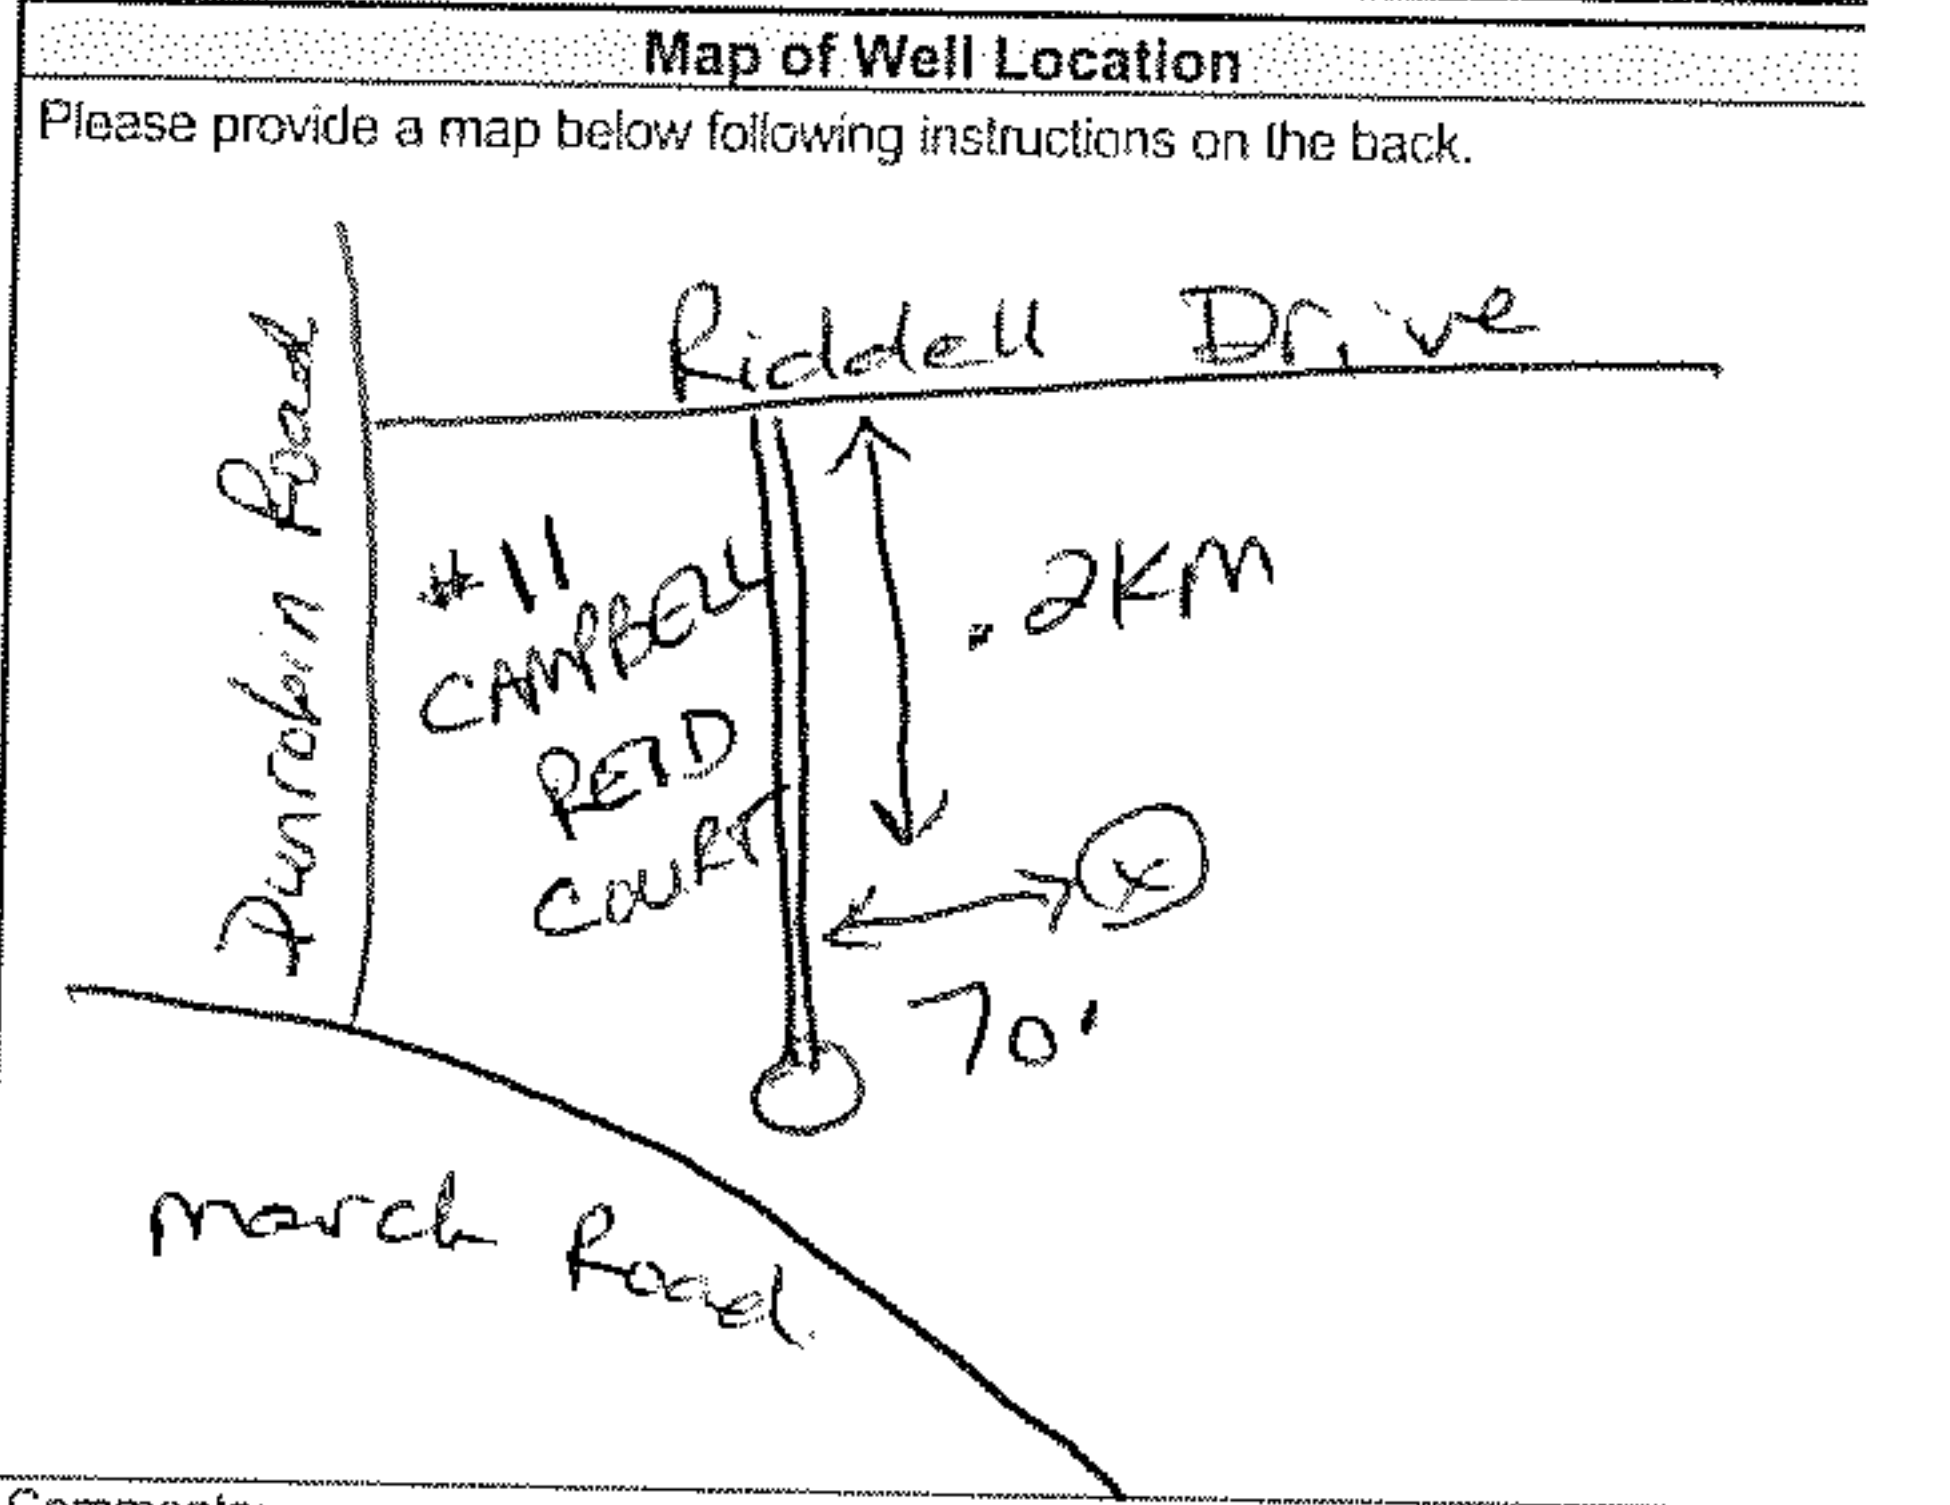 Map of Well Location
Please provide a map below following instructions on the back.
Riddell Drive
Dunrobin Road
#11
CAMPBELL
REID
COURT
.2KM
70'
March Road
Comments: